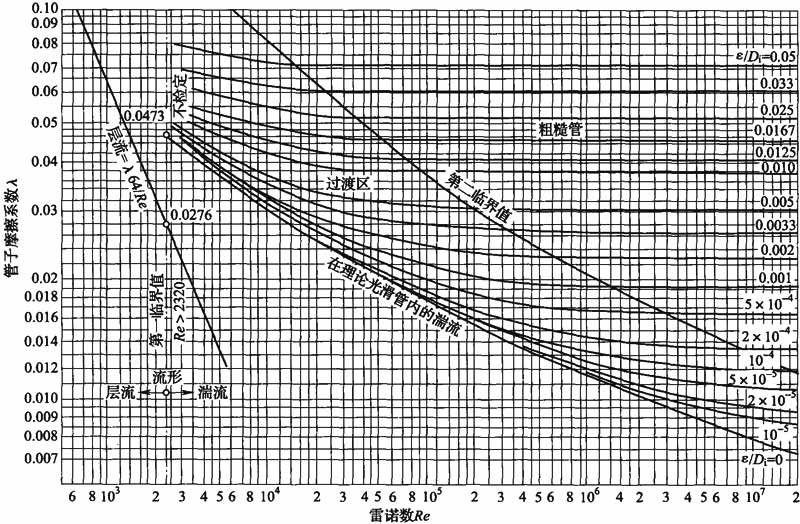 0.10
0.09
0.08
0.07
0.06
0.05
0.04
0.03
0.02
0.018
0.016
0.014
0.012
0.010
0.009
0.008
0.007
管子摩擦系数λ
0.0473
不检定
层流=λ 64/Re
0.0276
第一临界值
Re>2320
流形
层流
湍流
过渡区
粗糙管
第二临界值
在理论光滑管内的湍流
ε/Di=0.05
0.033
0.025
0.0167
0.0125
0.010
0.005
0.0033
0.002
0.001
5×10⁻⁴
2×10⁻⁴
10⁻⁴
5×10⁻⁵
2×10⁻⁵
10⁻⁵
ε/Di=0
6 8 10³ 2 3 4 5 6 8 10⁴ 2 3 4 5 6 8 10⁵ 2 3 4 5 6 8 10⁶ 2 3 4 5 6 8 10⁷ 2
雷诺数Re